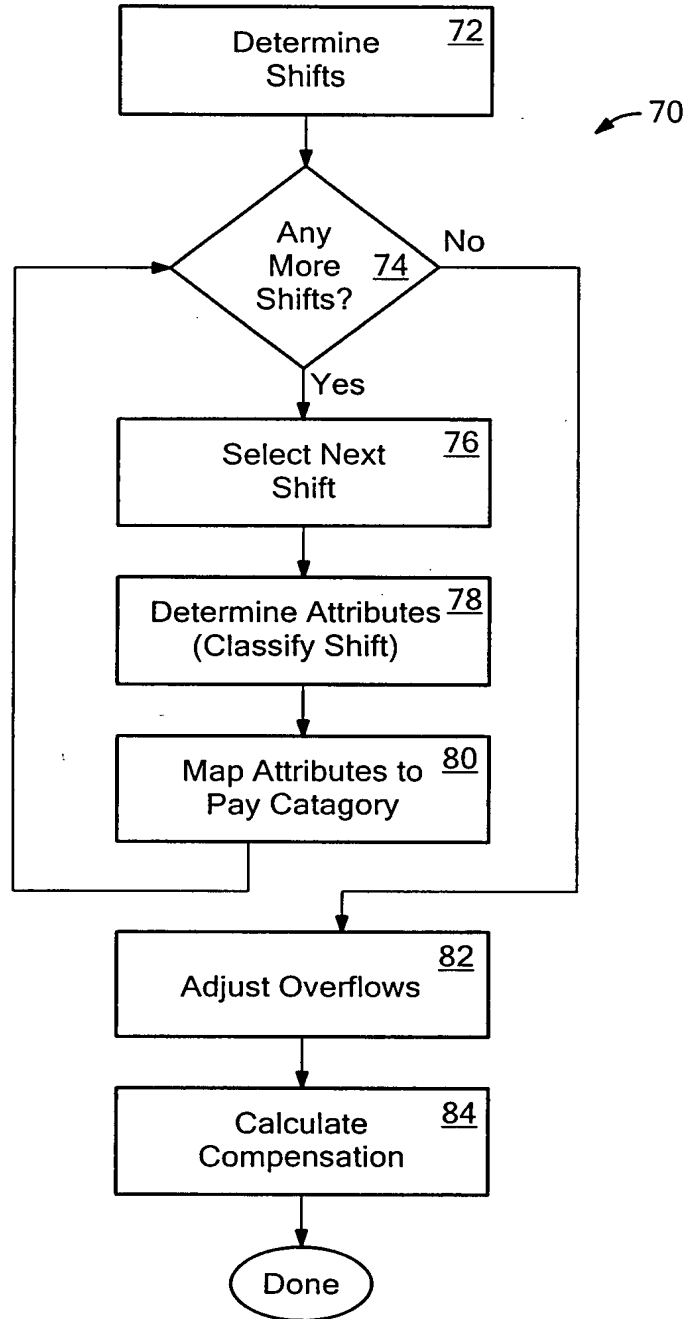 72
Determine
Shifts
70
Any
More
Shifts?
74
No
Yes
76
Select Next
Shift
78
Determine Attributes
(Classify Shift)
80
Map Attributes to
Pay Catagory
82
Adjust Overflows
84
Calculate
Compensation
Done